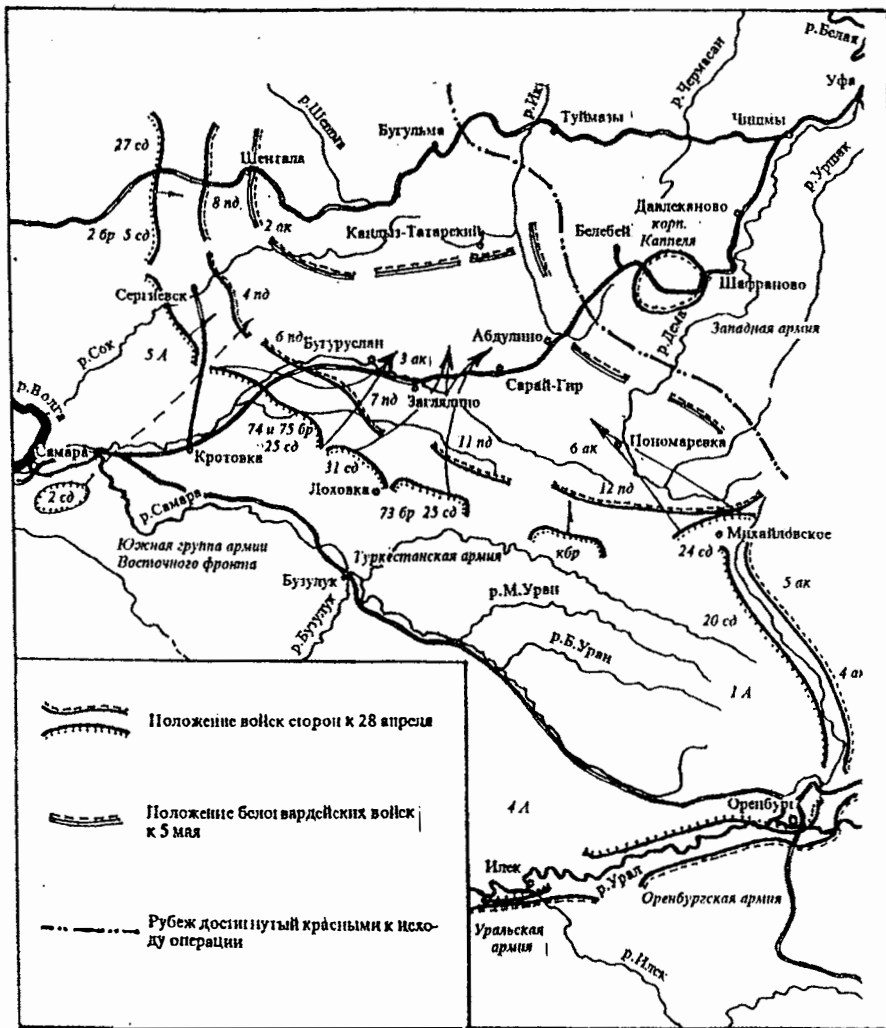 р.Белая
Уфа
р.Чермасан
р.Ик
Туймазы
Чишмы
р.Шешма
Бугульма
р.Уршак
27 сд
Шентала
8 пд
2 ак
2 бр 5 сд
Давлеканово
корп.
Каппеля
Кандыз-Татарский
Белебей
Шафраново
Сергиевск
4 пд
р.Дема
Западная армия
5 А
р.Сок
6 пд
Бугуруслан
Абдулино
3 ак
р.Волга
Сарай-Гир
Заглядино
7 пд
74 и 75 бр
25 сд
Самара
Кротовка
11 пд
6 ак
Пономаревка
31 сд
Лоховка
12 пд
2 сд
р.Самара
73 бр 25 сд
Михайловское
кбр
24 сд
Южная группа армии
Восточного фронта
Туркестанская армия
5 ак
Бузулук
р.М.Уран
20 сд
р.Бузулук
р.Б.Уран
4 ак
1 А
Положение войск сторон к 28 апреля
Положение белогвардейских войск
к 5 мая
4 А
Оренбург
Илек
р.Урал
Оренбургская армия
Рубеж достигнутый красными к исхо-
ду операции
Уральская
армия
р.Илек